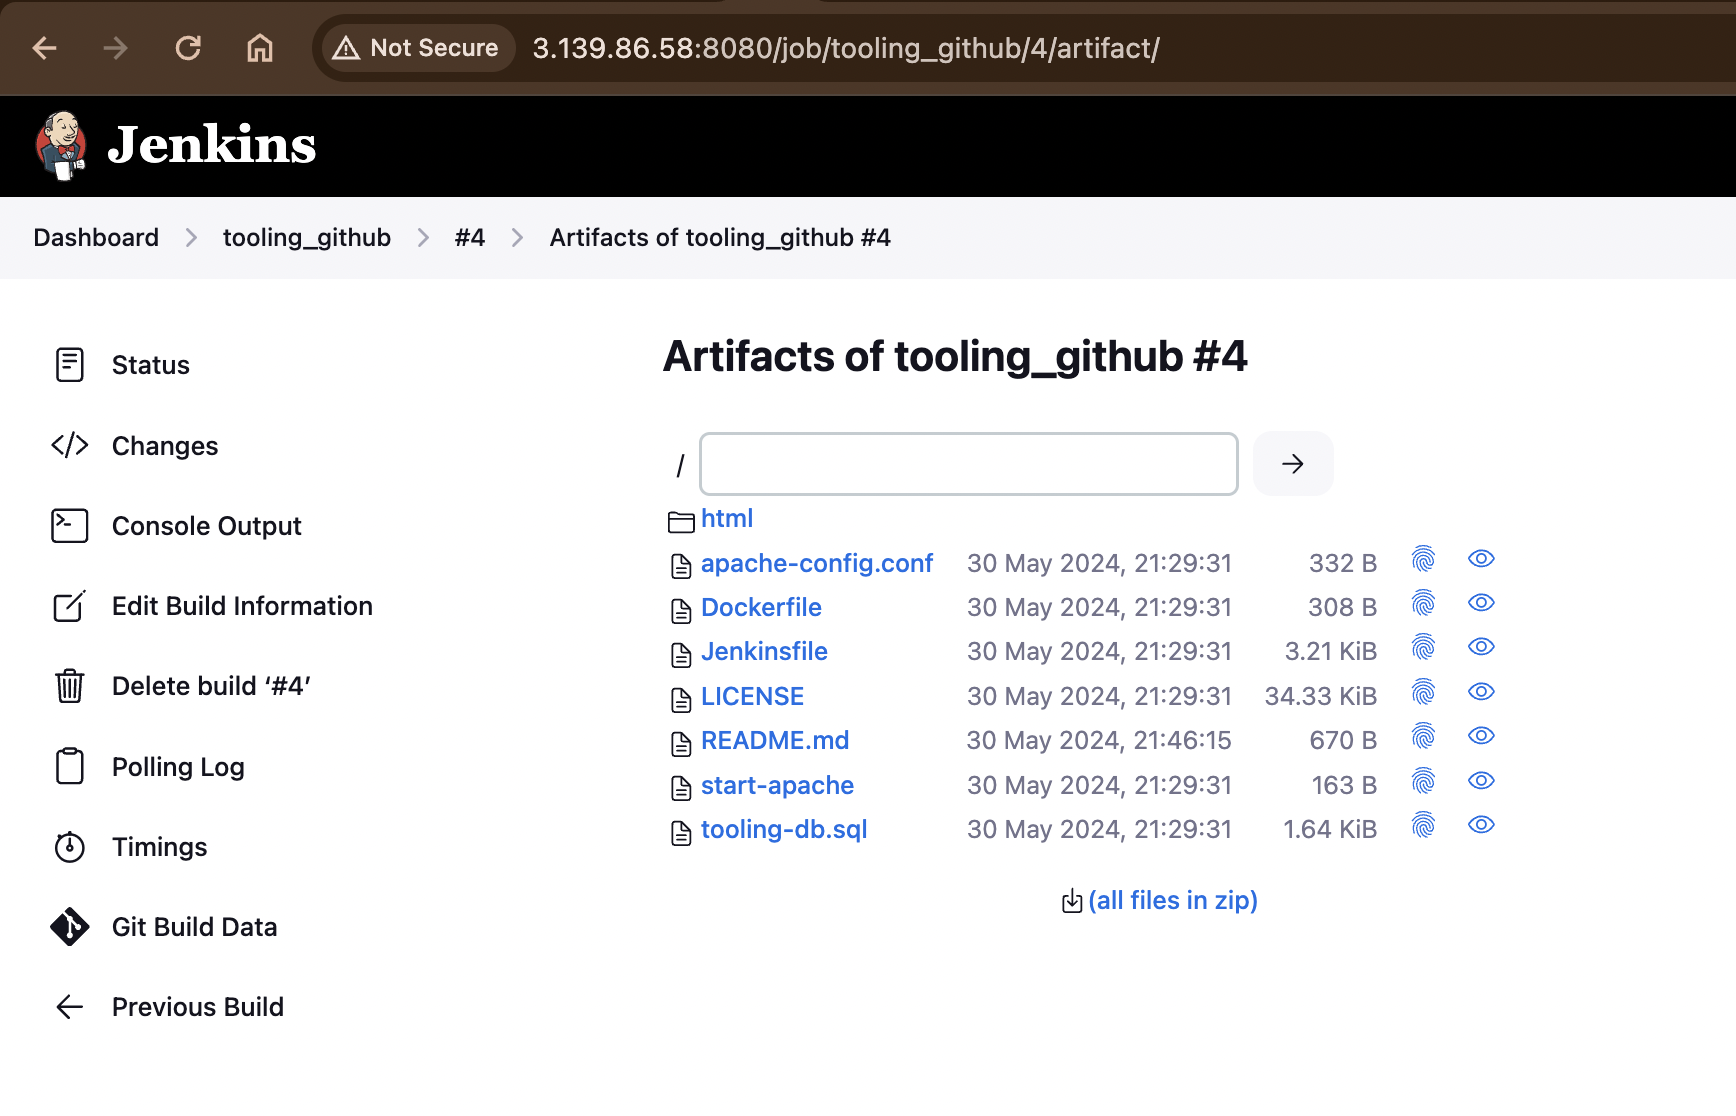 Not Secure 3.139.86.58:8080/job/tooling_github/4/artifact/
Jenkins
Dashboard > tooling_github > #4 > Artifacts of tooling_github #4
Status
Changes
Console Output
Edit Build Information
Delete build ‘#4’
Polling Log
Timings
Git Build Data
Previous Build
Artifacts of tooling_github #4
/
html
apache-config.conf 30 May 2024, 21:29:31 332 B
Dockerfile 30 May 2024, 21:29:31 308 B
Jenkinsfile 30 May 2024, 21:29:31 3.21 KiB
LICENSE 30 May 2024, 21:29:31 34.33 KiB
README.md 30 May 2024, 21:46:15 670 B
start-apache 30 May 2024, 21:29:31 163 B
tooling-db.sql 30 May 2024, 21:29:31 1.64 KiB
(all files in zip)